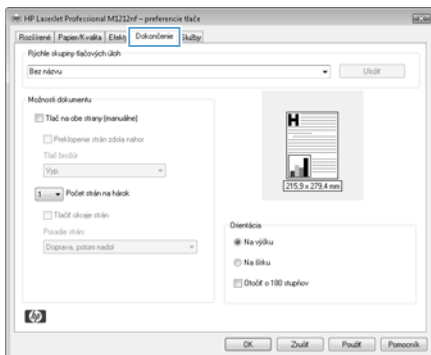 HP LaserJet Professional M1212nf – preferencie tlače
Rozšírené Papier/Kvalita Efekty Dokončenie Služby
Rýchle skupiny tlačových úloh
Bez názvu
Uložiť
Možnosti dokumentu
Tlač na obe strany (manuálne)
Preklopenie strán zdola nahor
Tlač brožúr
Vyp.
1 Počet strán na hárok
Tlačiť okraje strán
Poradie strán:
Doprava, potom nadol
H
215,9 x 279,4 mm
Orientácia
Na výšku
Na šírku
Otočiť o 180 stupňov
hp
OK Zrušiť Použiť Pomocník